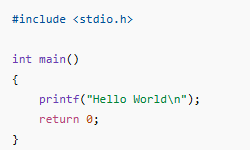 #include <stdio.h>

int main()
{
    printf("Hello World\n");
    return 0;
}